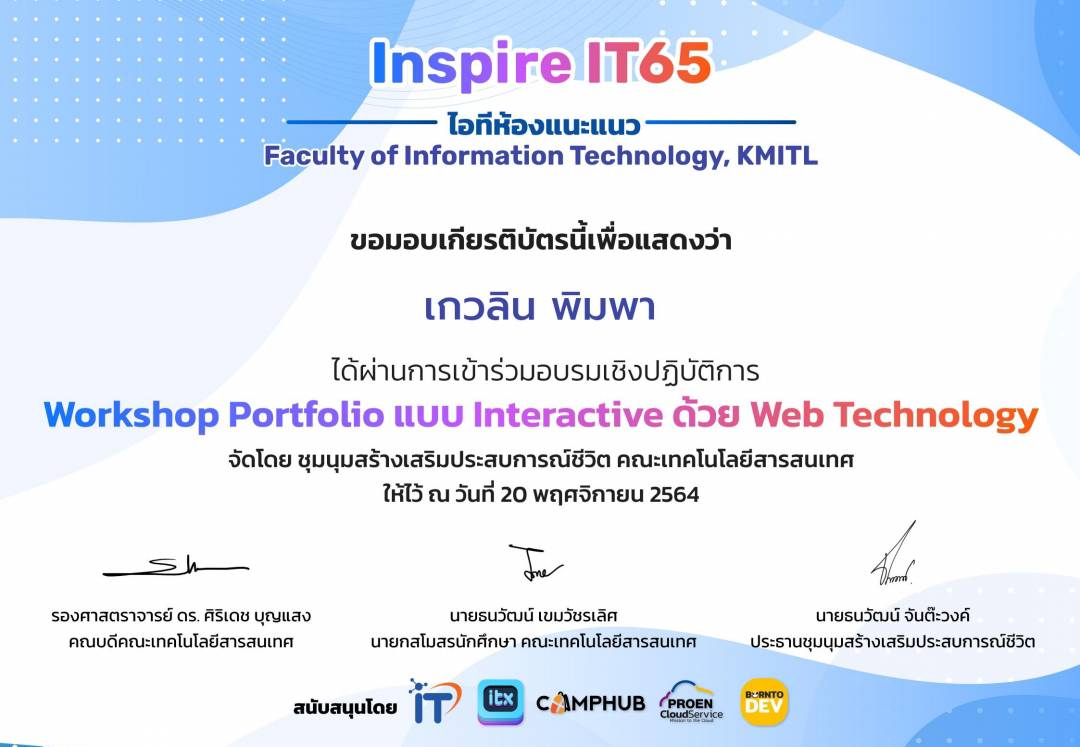 Inspire IT65
ไอทีห้องแนะแนว
Faculty of Information Technology, KMITL
ขอมอบเกียรติบัตรนี้เพื่อแสดงว่า
เกวลิน พิมพา
ได้ผ่านการเข้าร่วมอบรมเชิงปฏิบัติการ
Workshop Portfolio แบบ Interactive ด้วย Web Technology
จัดโดย ชุมนุมสร้างเสริมประสบการณ์ชีวิต คณะเทคโนโลยีสารสนเทศ
ให้ไว้ ณ วันที่ 20 พฤศจิกายน 2564
รองศาสตราจารย์ ดร. ศิริเดช บุญแสง
คณบดีคณะเทคโนโลยีสารสนเทศ
นายธนวัฒน์ เขมวัชรเลิศ
นายกสโมสรนักศึกษา คณะเทคโนโลยีสารสนเทศ
นายธนวัฒน์ จันต๊ะวงค์
ประธานชุมนุมสร้างเสริมประสบการณ์ชีวิต
สนับสนุนโดย
IT
itx
CAMPHUB
PROEN
CloudService
Mission to the Cloud
BORNTO
DEV